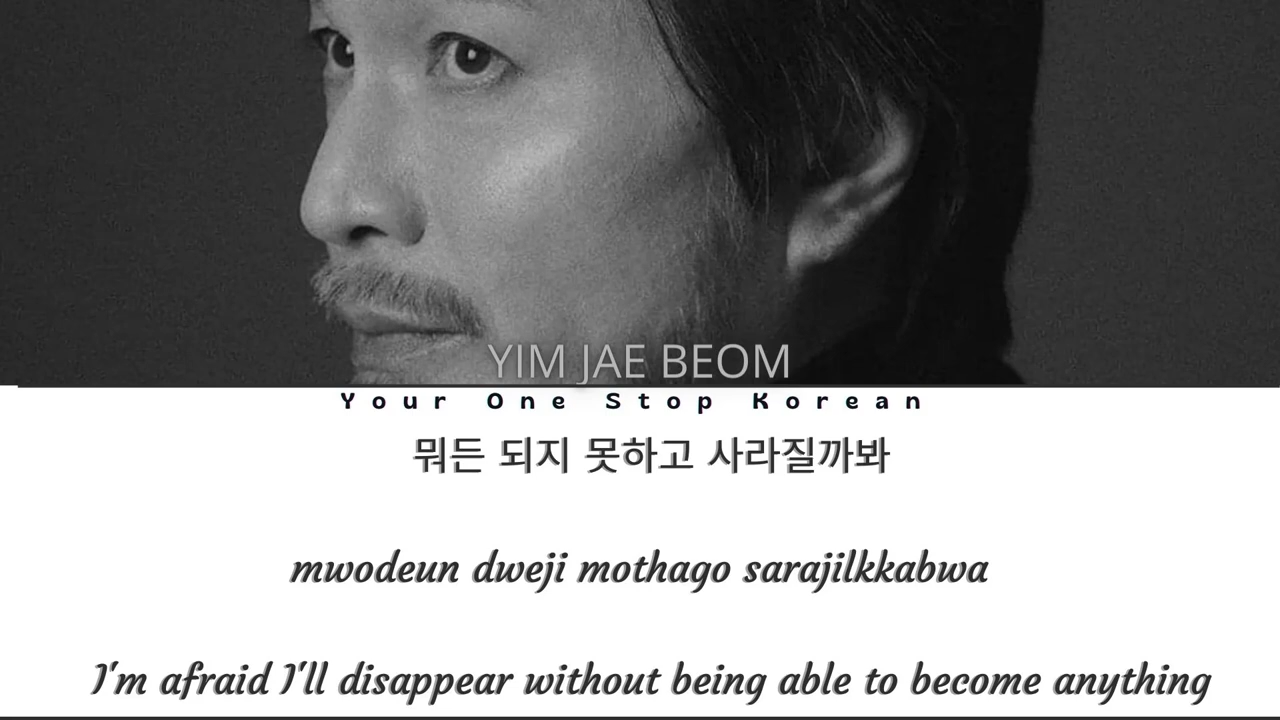 YIM JAE BEOM
Your One Stop Korean
뭐든 되지 못하고 사라질까봐
mwodeun dweji mothago sarajilkkabwa
I'm afraid I'll disappear without being able to become anything